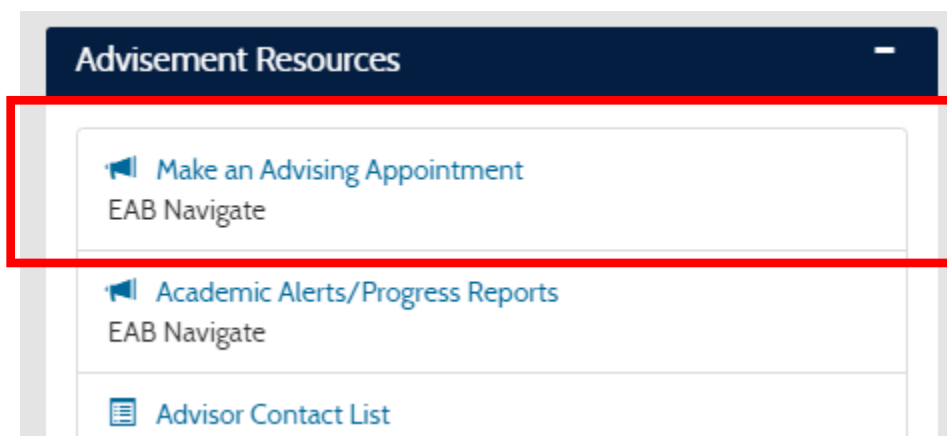 Advisement Resources
Make an Advising Appointment
EAB Navigate
Academic Alerts/Progress Reports
EAB Navigate
Advisor Contact List